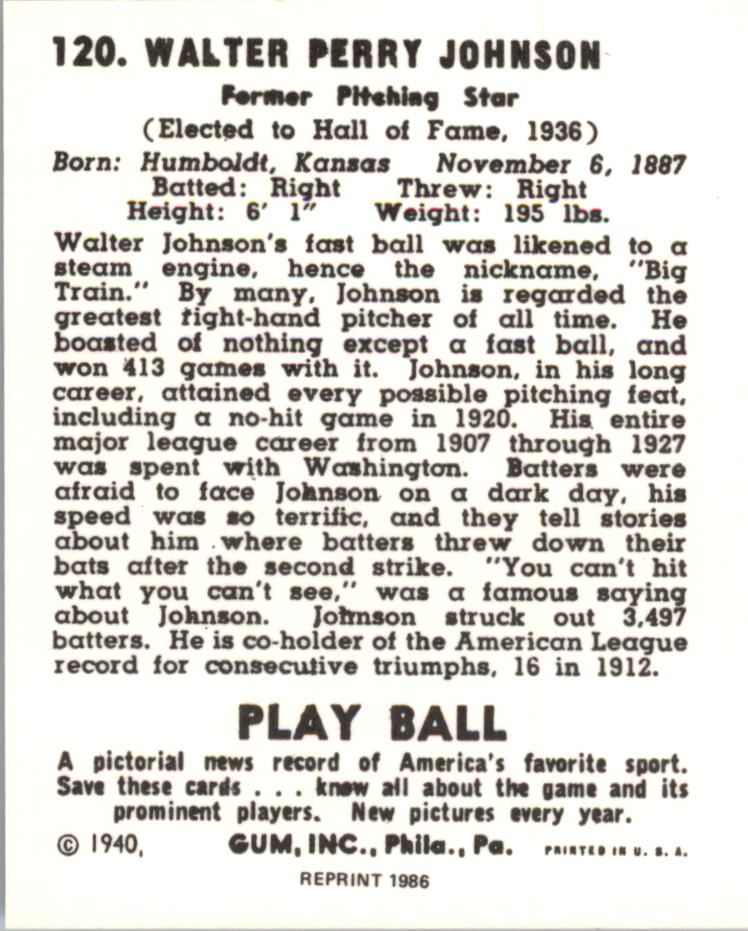 120. WALTER PERRY JOHNSON
Former Pitching Star
(Elected to Hall of Fame, 1936)
Born: Humboldt, Kansas November 6, 1887
Batted: Right Threw: Right
Height: 6' 1" Weight: 195 lbs.
Walter Johnson's fast ball was likened to a
steam engine, hence the nickname, "Big
Train." By many, Johnson is regarded the
greatest right-hand pitcher of all time. He
boasted of nothing except a fast ball, and
won 413 games with it. Johnson, in his long
career, attained every possible pitching feat,
including a no-hit game in 1920. His entire
major league career from 1907 through 1927
was spent with Washington. Batters were
afraid to face Johnson on a dark day, his
speed was so terrific, and they tell stories
about him where batters threw down their
bats after the second strike. "You can't hit
what you can't see," was a famous saying
about Johnson. Johnson struck out 3,497
batters. He is co-holder of the American League
record for consecutive triumphs, 16 in 1912.
PLAY BALL
A pictorial news record of America's favorite sport.
Save these cards . . . know all about the game and its
prominent players. New pictures every year.
© 1940, GUM, INC., Phila., Pa. PRINTED IN U. S. A.
REPRINT 1986